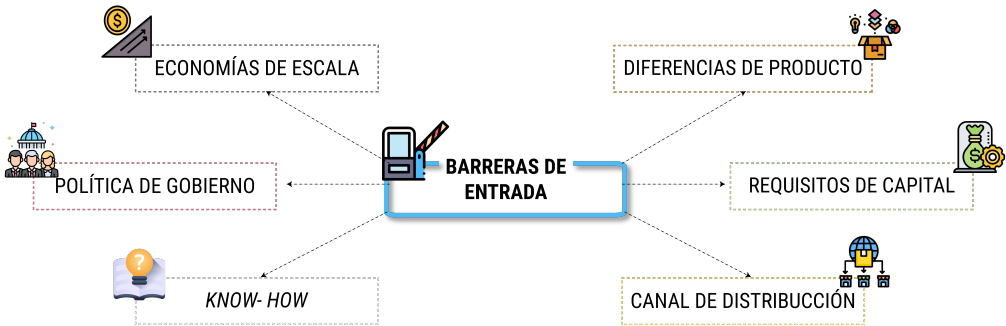 ECONOMÍAS DE ESCALA
DIFERENCIAS DE PRODUCTO
BARRERAS DE
ENTRADA
POLÍTICA DE GOBIERNO
REQUISITOS DE CAPITAL
KNOW- HOW
CANAL DE DISTRIBUCCIÓN